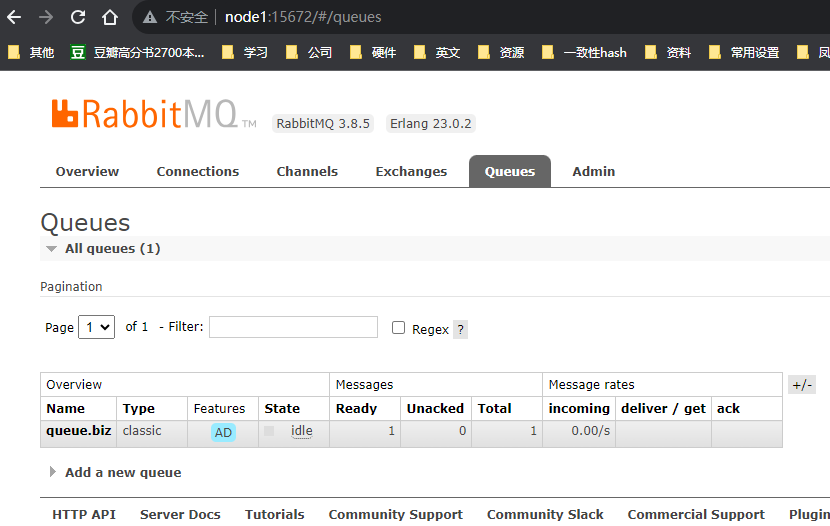 不安全 node1:15672/#/queues
其他 豆 豆瓣高分书2700本... 学习 公司 硬件 英文 资源 一致性hash 资料 常用设置 凤
RabbitMQ TM RabbitMQ 3.8.5 Erlang 23.0.2
Overview Connections Channels Exchanges Queues Admin
Queues
All queues (1)
Pagination
Page 1 of 1 - Filter: Regex ?
Overview Messages Message rates +/-
Name Type Features State Ready Unacked Total incoming deliver / get ack
queue.biz classic AD idle 1 0 1 0.00/s
Add a new queue
HTTP API Server Docs Tutorials Community Support Community Slack Commercial Support Plugin